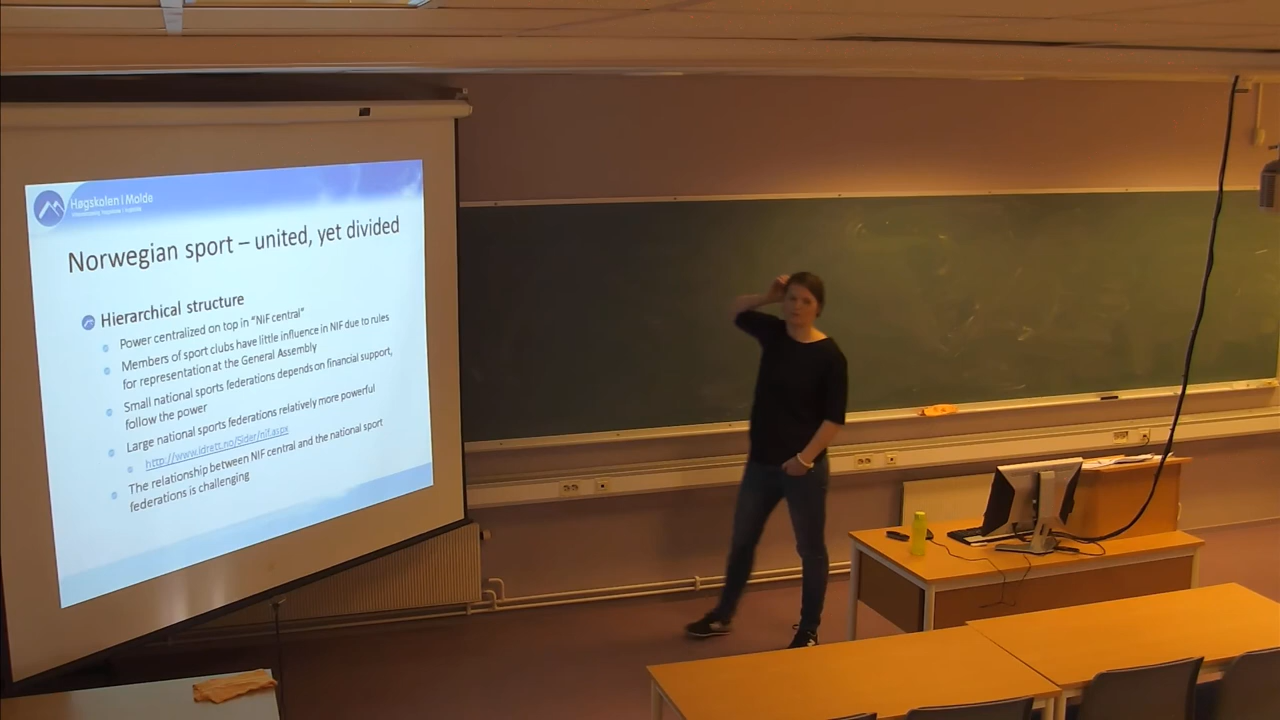 Høgskolen i Molde
Norwegian sport – united, yet divided
Hierarchical structure
Power centralized on top in "NIF central"
Members of sport clubs have little influence in NIF due to rules
for representation at the General Assembly
Small national sports federations depends on financial support,
follow the power
Large national sports federations relatively more powerful
http://www.idrett.no/Sider/nif.aspx
The relationship between NIF central and the national sport
federations is challenging